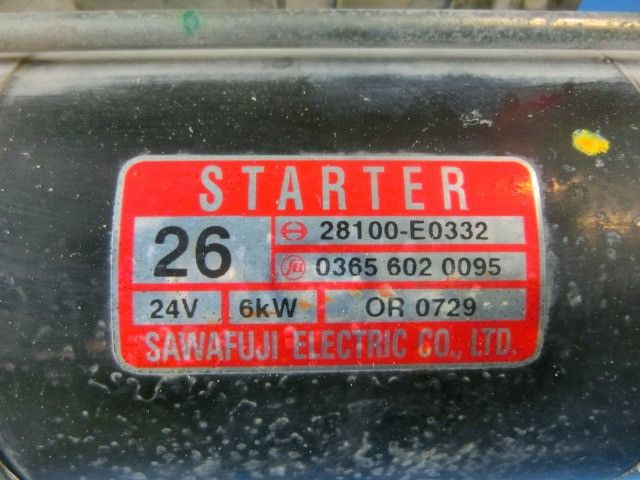 STARTER
26
28100-E0332
0365 602 0095
24V 6kW OR 0729
SAWAFUJI ELECTRIC CO., LTD.